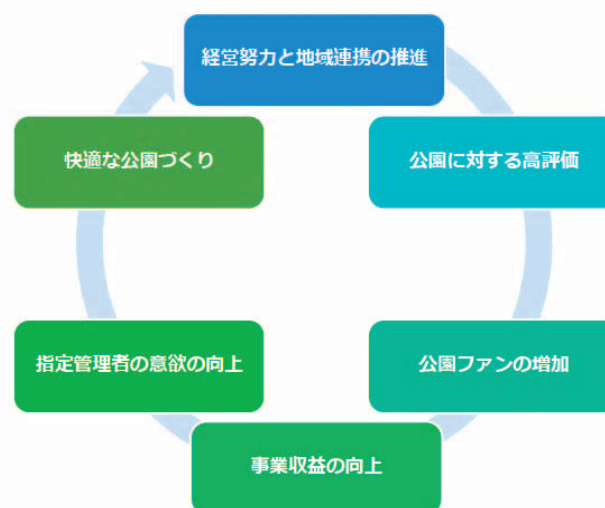 経営努力と地域連携の推進
公園に対する高評価
公園ファンの増加
事業収益の向上
指定管理者の意欲の向上
快適な公園づくり